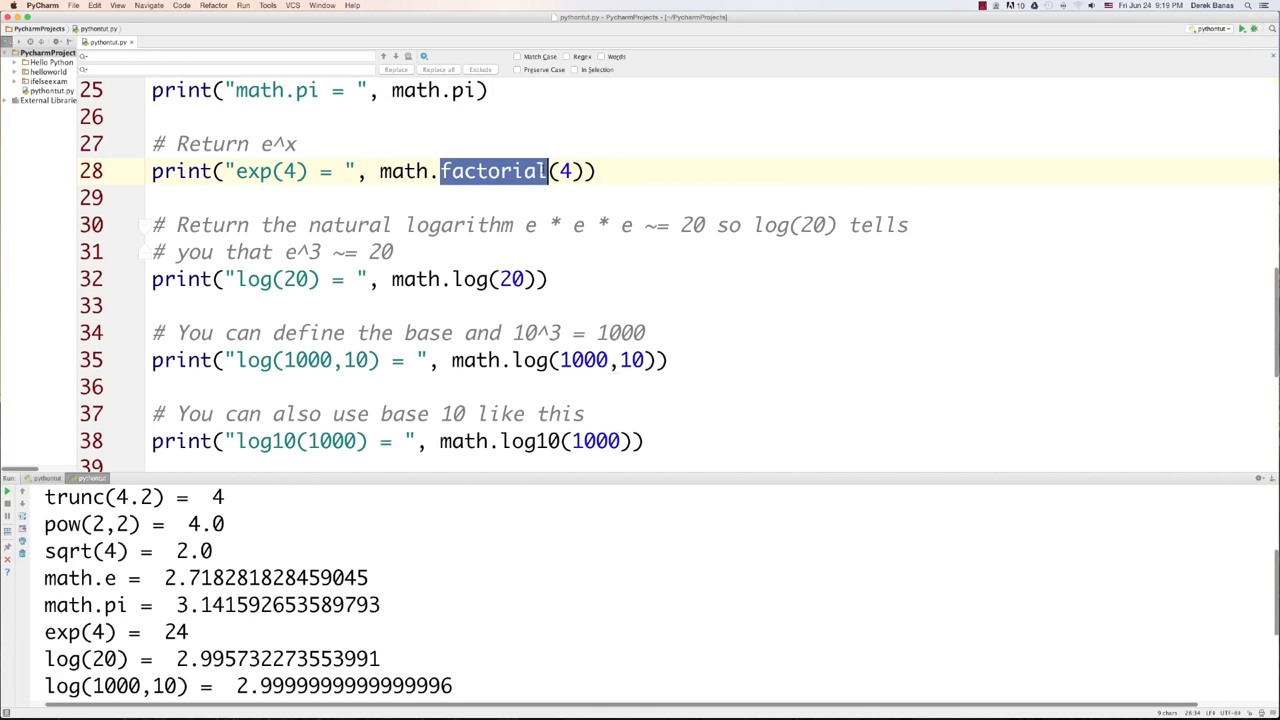 PyCharm File Edit View Navigate Code Refactor Run Tools VCS Window Help
10 Fri Jun 24 9:19 PM Derek Banas
pythontut.py - PycharmProjects - [~/PycharmProjects]
PycharmProjects pythontut.py
pythontut
pythontut.py
PycharmProject
Hello Python
helloworld
ifelseexam
pythontut.py
External Librarie
Match Case Regex Words
Replace Replace all Exclude Preserve Case In Selection
25 print("math.pi = ", math.pi)
26
27 # Return e^x
28 print("exp(4) = ", math.factorial(4))
29
30 # Return the natural logarithm e * e * e ~= 20 so log(20) tells
31 # you that e^3 ~= 20
32 print("log(20) = ", math.log(20))
33
34 # You can define the base and 10^3 = 1000
35 print("log(1000,10) = ", math.log(1000,10))
36
37 # You can also use base 10 like this
38 print("log10(1000) = ", math.log10(1000))
39
Run: pythontut pythontut
trunc(4.2) =  4
pow(2,2) =  4.0
sqrt(4) =  2.0
math.e =  2.718281828459045
math.pi =  3.141592653589793
exp(4) =  24
log(20) =  2.995732273553991
log(1000,10) =  2.9999999999999996
9 chars 28:34 LF UTF-8